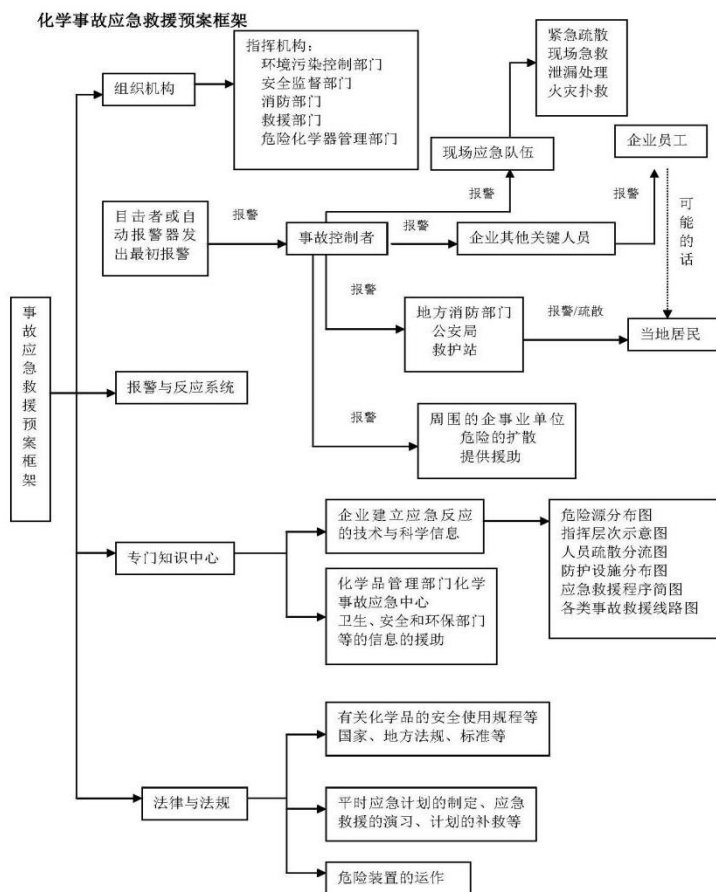 化学事故应急救援预案框架
指挥机构：
环境污染控制部门
安全监督部门
消防部门
救援部门
危险化学器管理部门
组织机构
紧急疏散
现场急救
泄漏处理
火灾扑救
现场应急队伍
企业员工
报警
报警
可能的话
目击者或自
动报警器发
出最初报警
报警
事故控制者
报警
企业其他关键人员
报警
地方消防部门
公安局
救护站
报警/疏散
当地居民
事故应急救援预案框架
报警与反应系统
报警
周围的企事业单位
危险的扩散
提供援助
专门知识中心
企业建立应急反应
的技术与科学信息
危险源分布图
指挥层次示意图
人员疏散分流图
防护设施分布图
应急救援程序简图
各类事故救援线路图
化学品管理部门化学
事故应急中心
卫生、安全和环保部门
等的信息的援助
有关化学品的安全使用规程等
国家、地方法规、标准等
法律与法规
平时应急计划的制定、应急
救援的演习、计划的补救等
危险装置的运作